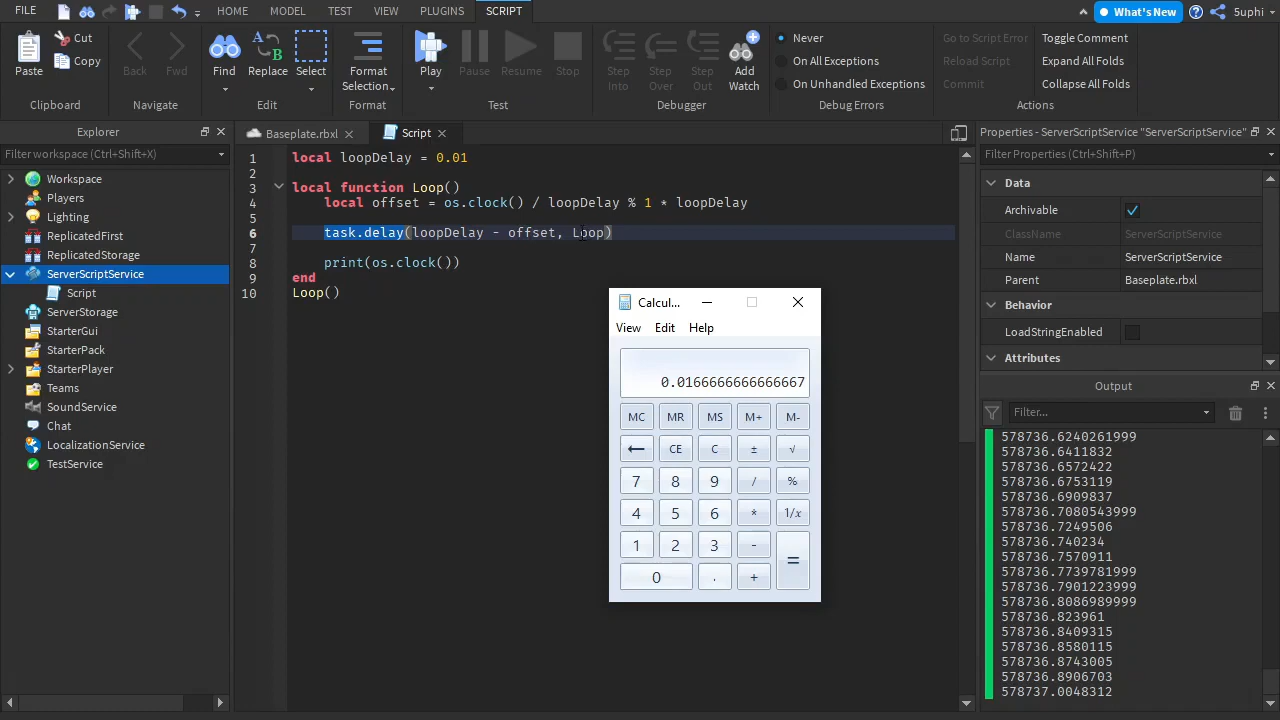 FILE HOME MODEL TEST VIEW PLUGINS SCRIPT What's New 5uphi
Paste Cut Copy Back Fwd Find Replace Select Format Selection Play Pause Resume Stop Step Into Step Over Step Out Add Watch
Never Go to Script Error Toggle Comment
On All Exceptions Reload Script Expand All Folds
On Unhandled Exceptions Commit Collapse All Folds
Clipboard Navigate Edit Format Test Debugger Debug Errors Actions
Explorer
Filter workspace (Ctrl+Shift+X)
Workspace
Players
Lighting
ReplicatedFirst
ReplicatedStorage
ServerScriptService
Script
ServerStorage
StarterGui
StarterPack
StarterPlayer
Teams
SoundService
Chat
LocalizationService
TestService
Baseplate.rbxl Script
1 local loopDelay = 0.01
2
3 local function Loop()
4 local offset = os.clock() / loopDelay % 1 * loopDelay
5
6 task.delay(loopDelay - offset, Loop)
7
8 print(os.clock())
9 end
10 Loop()
Calcul...
View Edit Help
0.0166666666666667
MC MR MS M+ M-
← CE C ± √
7 8 9 / %
4 5 6 * 1/x
1 2 3 - =
0 . +
Properties - ServerScriptService "ServerScriptService"
Filter Properties (Ctrl+Shift+P)
Data
Archivable
ClassName ServerScriptService
Name ServerScriptService
Parent Baseplate.rbxl
Behavior
LoadStringEnabled
Attributes
Output
Filter...
578736.6240261999
578736.6411832
578736.6572422
578736.6753119
578736.6909837
578736.7080543999
578736.7249506
578736.740234
578736.7570911
578736.7739781999
578736.7901223999
578736.8086989999
578736.823961
578736.8409315
578736.8580115
578736.8743005
578736.8906703
578737.0048312